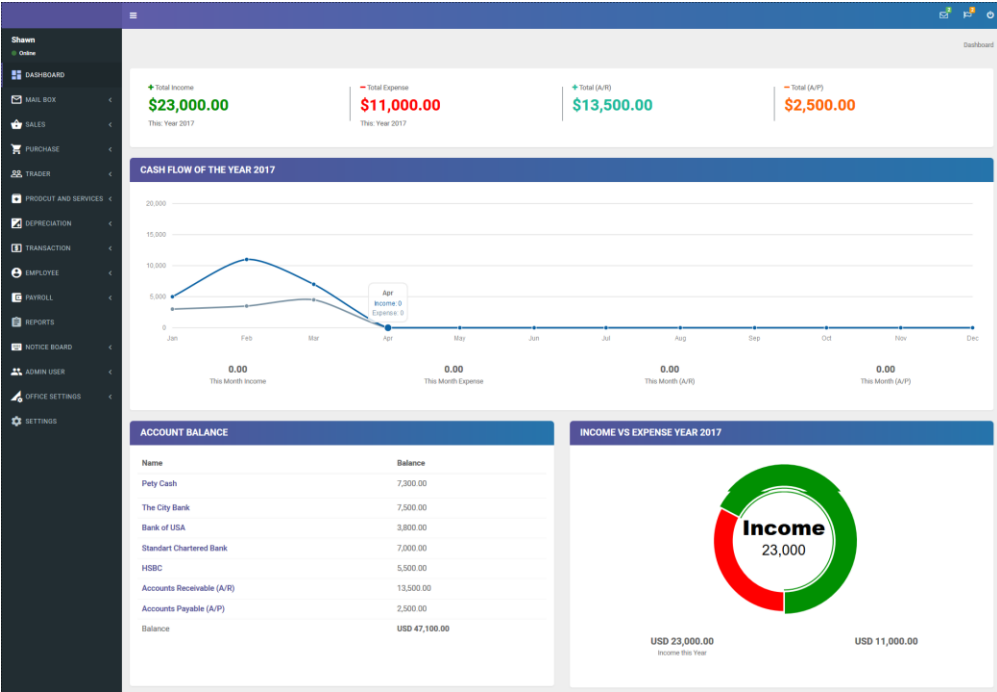 Shawn
Online
DASHBOARD
MAIL BOX
SALES
PURCHASE
TRADER
PRODCUT AND SERVICES
DEPRECIATION
TRANSACTION
EMPLOYEE
PAYROLL
REPORTS
NOTICE BOARD
ADMIN USER
OFFICE SETTINGS
SETTINGS
Dashboard
+ Total Income
$23,000.00
This: Year 2017
− Total Expense
$11,000.00
This: Year 2017
+ Total (A/R)
$13,500.00
− Total (A/P)
$2,500.00
CASH FLOW OF THE YEAR 2017
20,000
15,000
10,000
5,000
0
Apr
Income: 0
Expense: 0
Jan Feb Mar Apr May Jun Jul Aug Sep Oct Nov Dec
0.00 0.00 0.00 0.00
This Month Income This Month Expense This Month (A/R) This Month (A/P)
ACCOUNT BALANCE
Name Balance
Pety Cash 7,300.00
The City Bank 7,500.00
Bank of USA 3,800.00
Standart Chartered Bank 7,000.00
HSBC 5,500.00
Accounts Receivable (A/R) 13,500.00
Accounts Payable (A/P) 2,500.00
Balance USD 47,100.00
INCOME VS EXPENSE YEAR 2017
Income
23,000
USD 23,000.00 USD 11,000.00
Income this Year